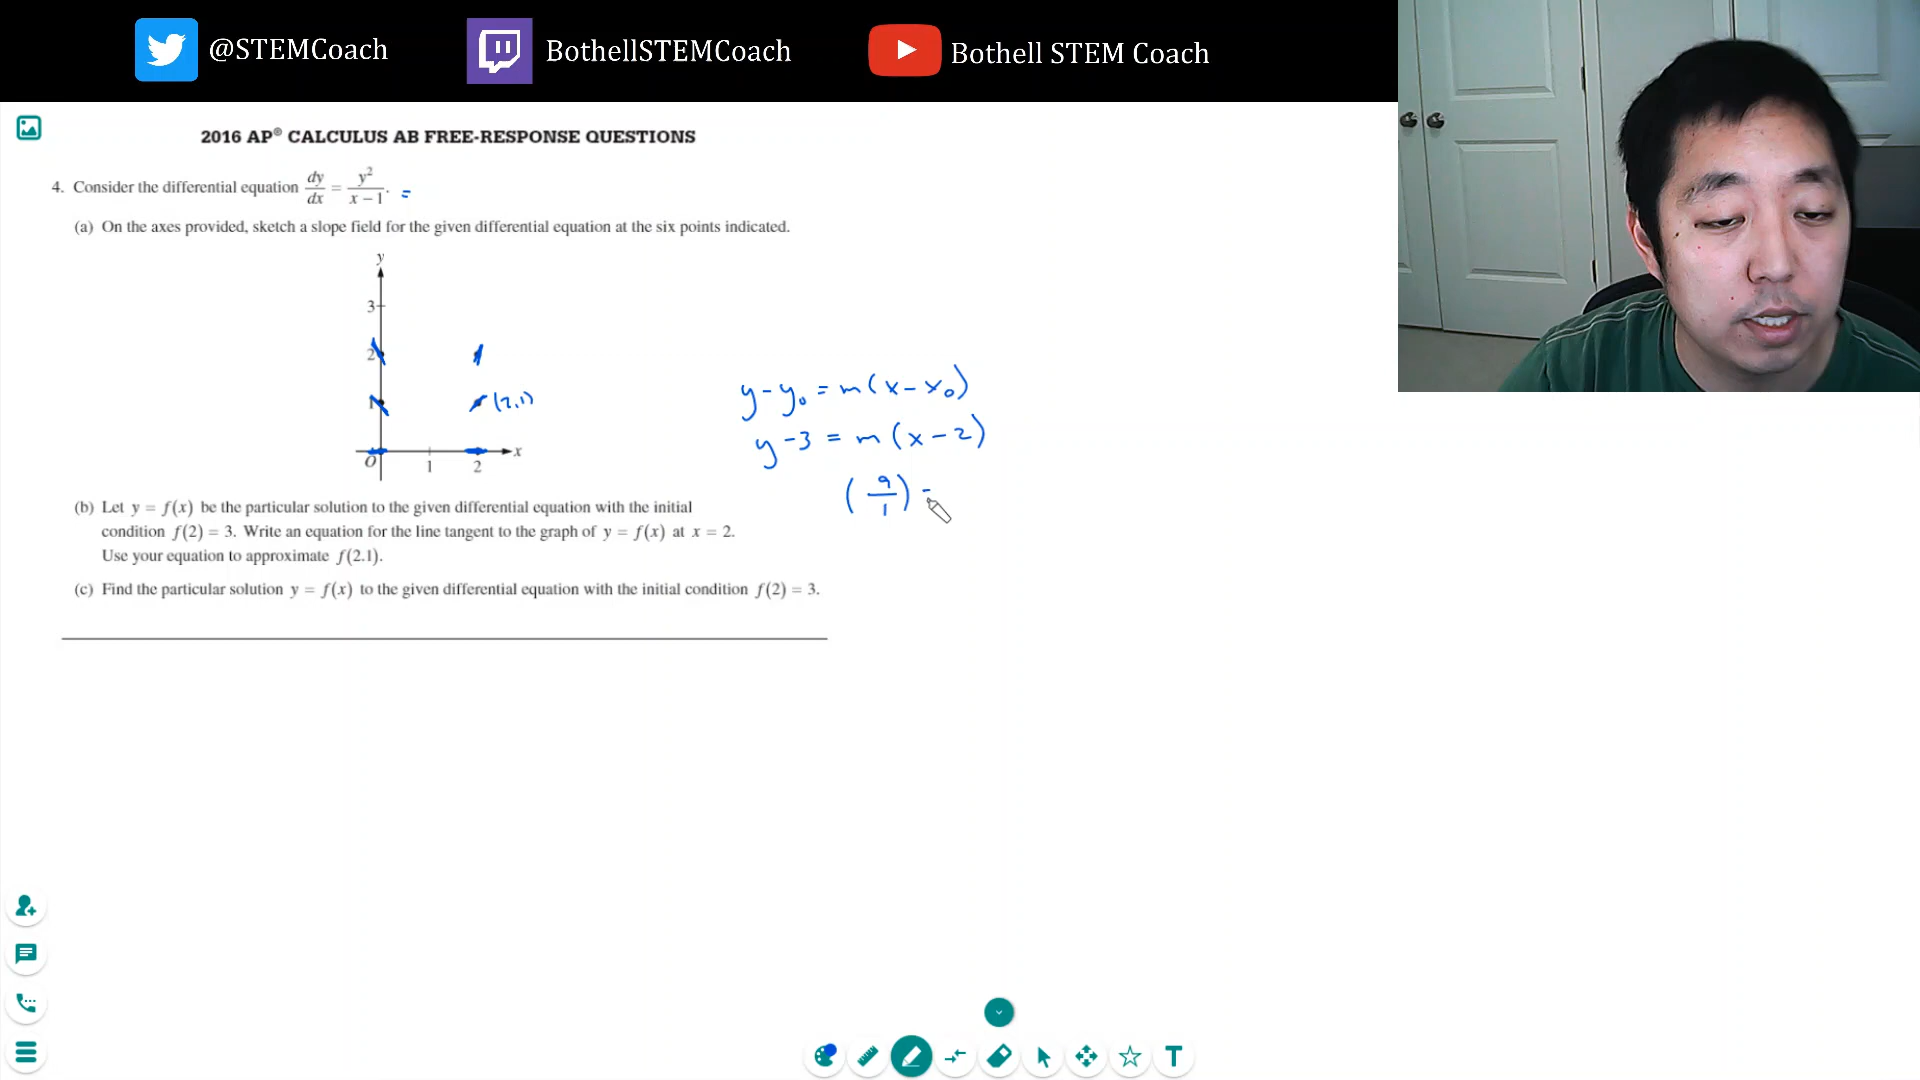 @STEMCoach
BothellSTEMCoach
Bothell STEM Coach
2016 AP® CALCULUS AB FREE-RESPONSE QUESTIONS
4. Consider the differential equation dy/dx = y²/(x − 1). =
(a) On the axes provided, sketch a slope field for the given differential equation at the six points indicated.
y
3
2
1
(2,1)
O
1
2
x
y - y₀ = m(x - x₀)
y - 3 = m(x - 2)
(9/1) =
(b) Let y = f(x) be the particular solution to the given differential equation with the initial
condition f(2) = 3. Write an equation for the line tangent to the graph of y = f(x) at x = 2.
Use your equation to approximate f(2.1).
(c) Find the particular solution y = f(x) to the given differential equation with the initial condition f(2) = 3.
T